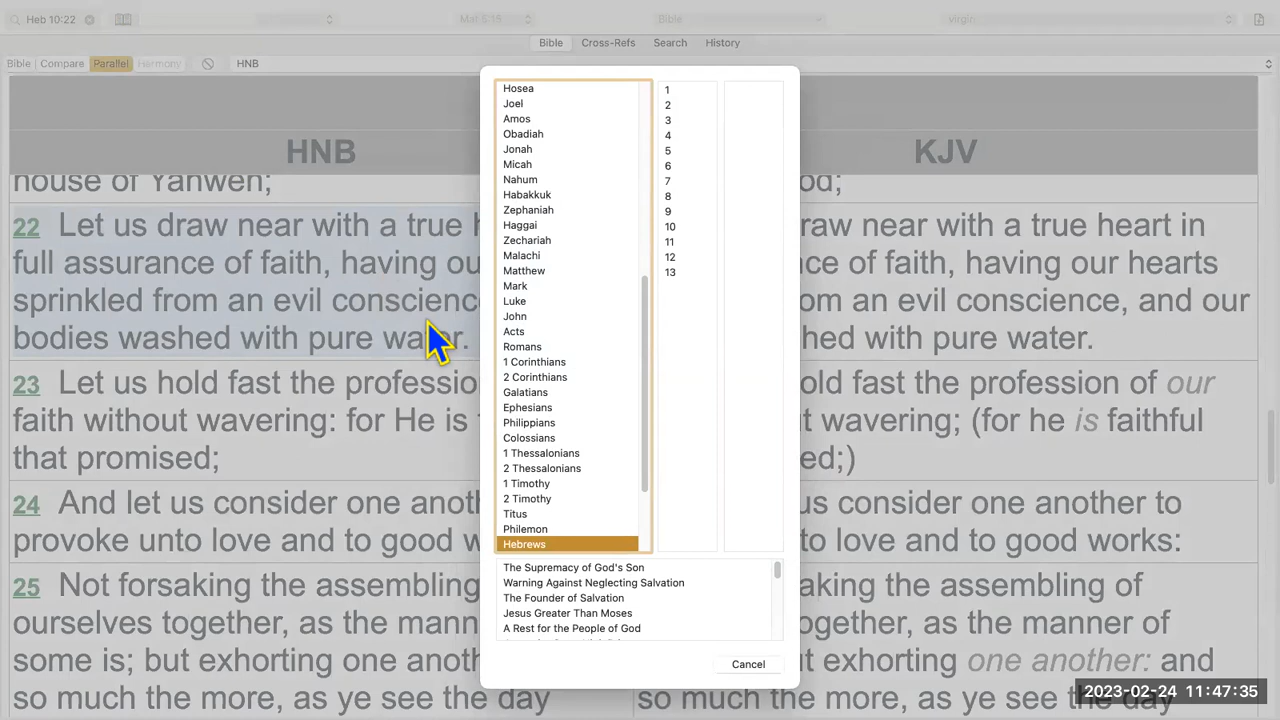 Heb 10:22
Mat 5:15
Bible
virgin
Bible Cross-Refs Search History
Bible Compare Parallel Harmony HNB
HNB
KJV
house of Yahweh;
22 Let us draw near with a true h
full assurance of faith, having ou
sprinkled from an evil conscience
bodies washed with pure water.
23 Let us hold fast the profession
faith without wavering: for He is
that promised;
24 And let us consider one anoth
provoke unto love and to good w
25 Not forsaking the assembling
ourselves together, as the manne
some is; but exhorting one anoth
so much the more, as ye see the day
Hosea
Joel
Amos
Obadiah
Jonah
Micah
Nahum
Habakkuk
Zephaniah
Haggai
Zechariah
Malachi
Matthew
Mark
Luke
John
Acts
Romans
1 Corinthians
2 Corinthians
Galatians
Ephesians
Philippians
Colossians
1 Thessalonians
2 Thessalonians
1 Timothy
2 Timothy
Titus
Philemon
Hebrews
1
2
3
4
5
6
7
8
9
10
11
12
13
The Supremacy of God's Son
Warning Against Neglecting Salvation
The Founder of Salvation
Jesus Greater Than Moses
A Rest for the People of God
Cancel
od;
raw near with a true heart in
ce of faith, having our hearts
om an evil conscience, and our
hed with pure water.
old fast the profession of our
t wavering; (for he is faithful
ed;)
us consider one another to
to love and to good works:
aking the assembling of
ogether, as the manner of
t exhorting one another: and
so much the more, as ye see the day
2023-02-24 11:47:35